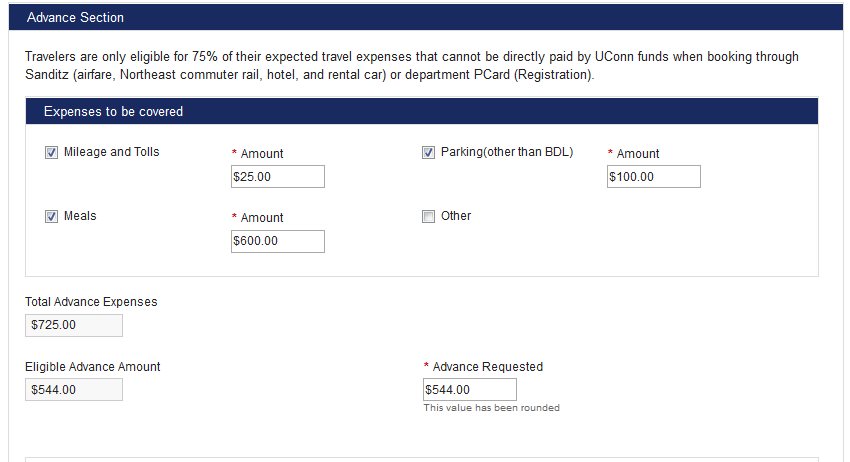 Advance Section
Travelers are only eligible for 75% of their expected travel expenses that cannot be directly paid by UConn funds when booking through
Sanditz (airfare, Northeast commuter rail, hotel, and rental car) or department PCard (Registration).
Expenses to be covered
Mileage and Tolls
* Amount
$25.00
Parking(other than BDL)
* Amount
$100.00
Meals
* Amount
$600.00
Other
Total Advance Expenses
$725.00
Eligible Advance Amount
$544.00
* Advance Requested
$544.00
This value has been rounded